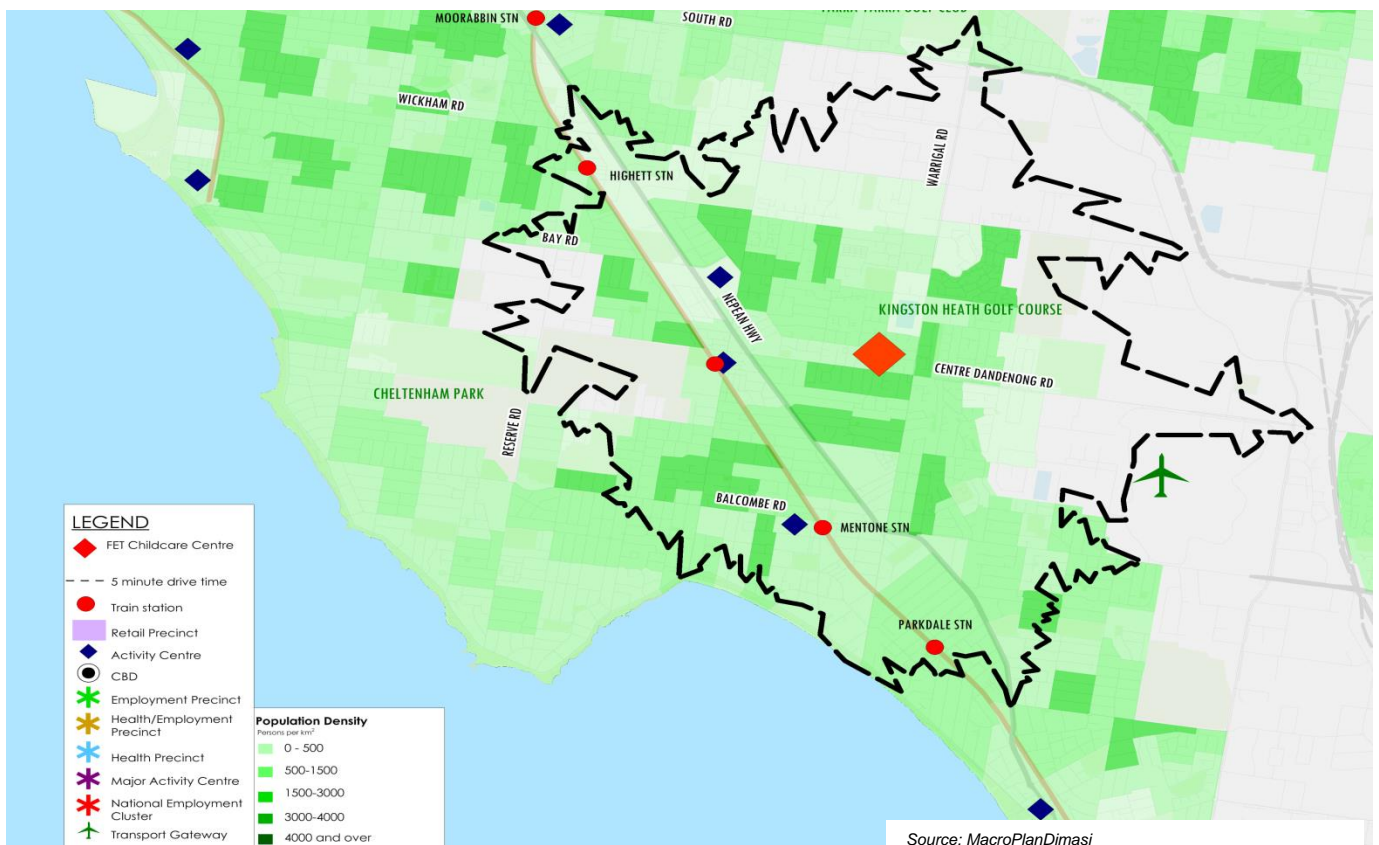 MOORABBIN STN
SOUTH RD
YARRA YARRA GOLF CLUB
WICKHAM RD
WARRIGAL RD
HIGHETT STN
BAY RD
NEPEAN HWY
KINGSTON HEATH GOLF COURSE
CENTRE DANDENONG RD
CHELTENHAM PARK
RESERVE RD
BALCOMBE RD
MENTONE STN
PARKDALE STN
LEGEND
FET Childcare Centre
5 minute drive time
Train station
Retail Precinct
Activity Centre
CBD
Employment Precinct
Health/Employment
Precinct
Health Precinct
Major Activity Centre
National Employment
Cluster
Transport Gateway
Population Density
Persons per km²
0 - 500
500-1500
1500-3000
3000-4000
4000 and over
Source: MacroPlanDimasi